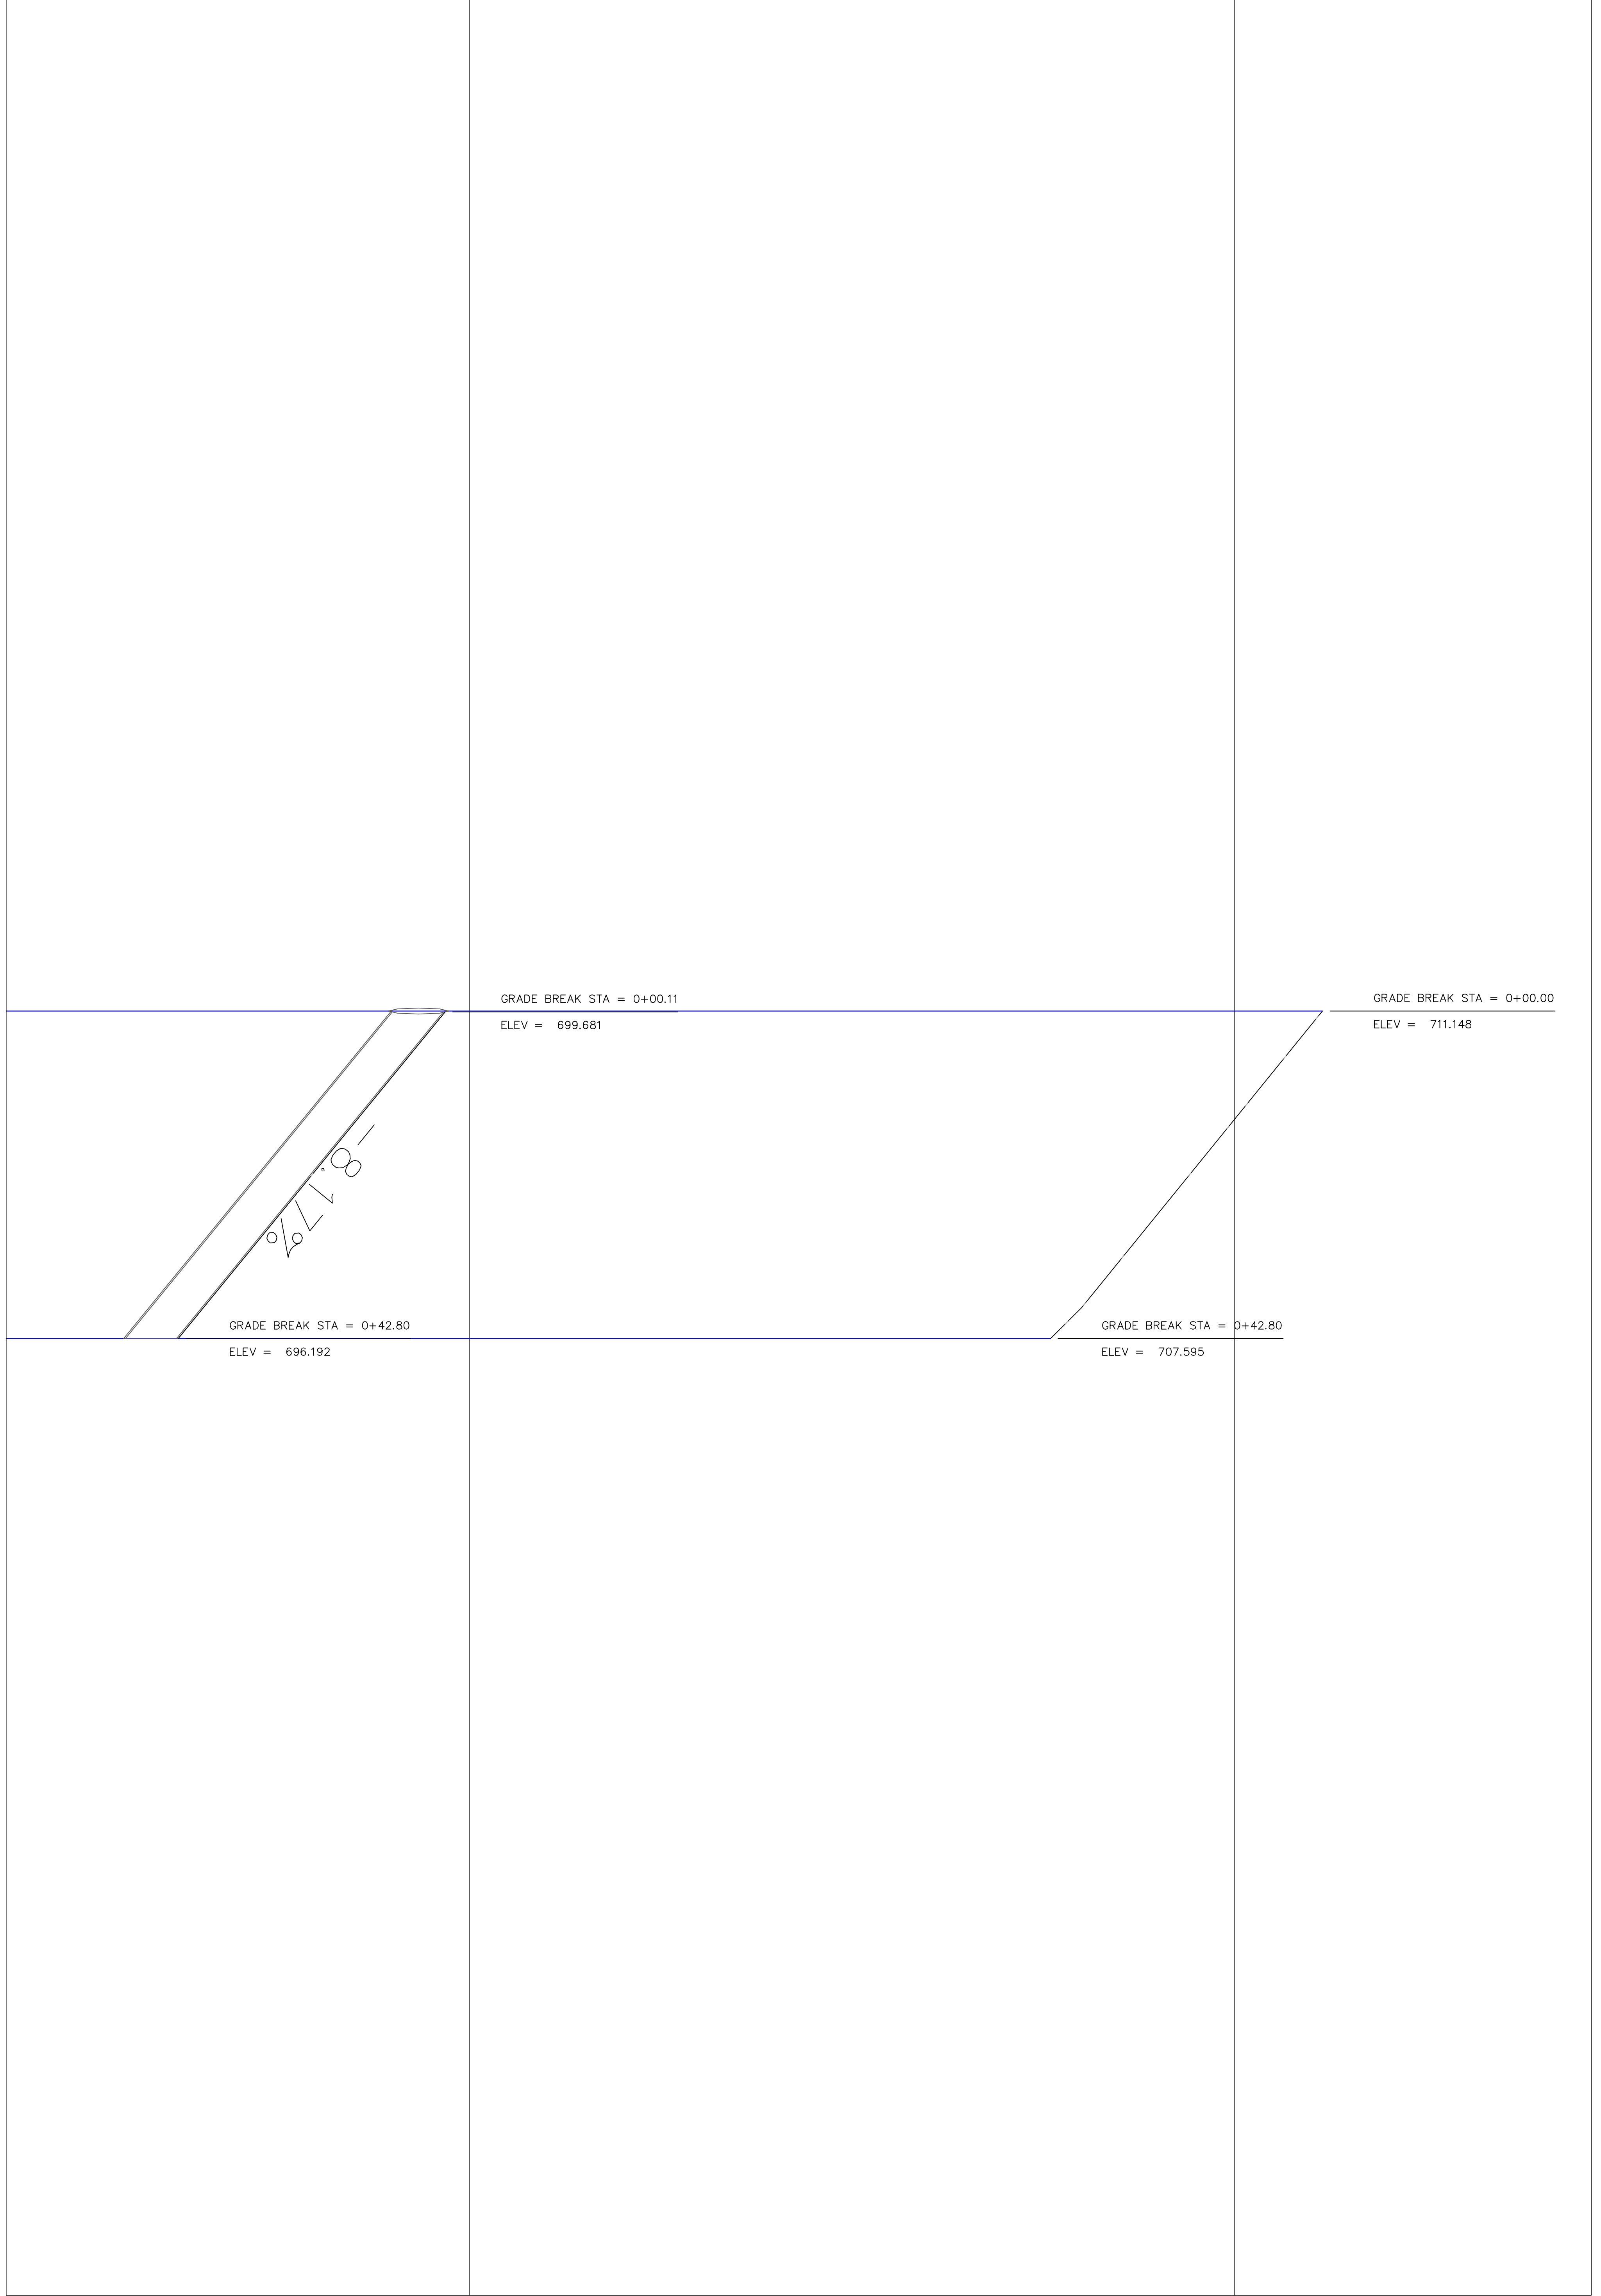 GRADE BREAK STA = 0+00.11
ELEV = 699.681
GRADE BREAK STA = 0+00.00
ELEV = 711.148
-8.17%
GRADE BREAK STA = 0+42.80
ELEV = 696.192
GRADE BREAK STA = 0+42.80
ELEV = 707.595